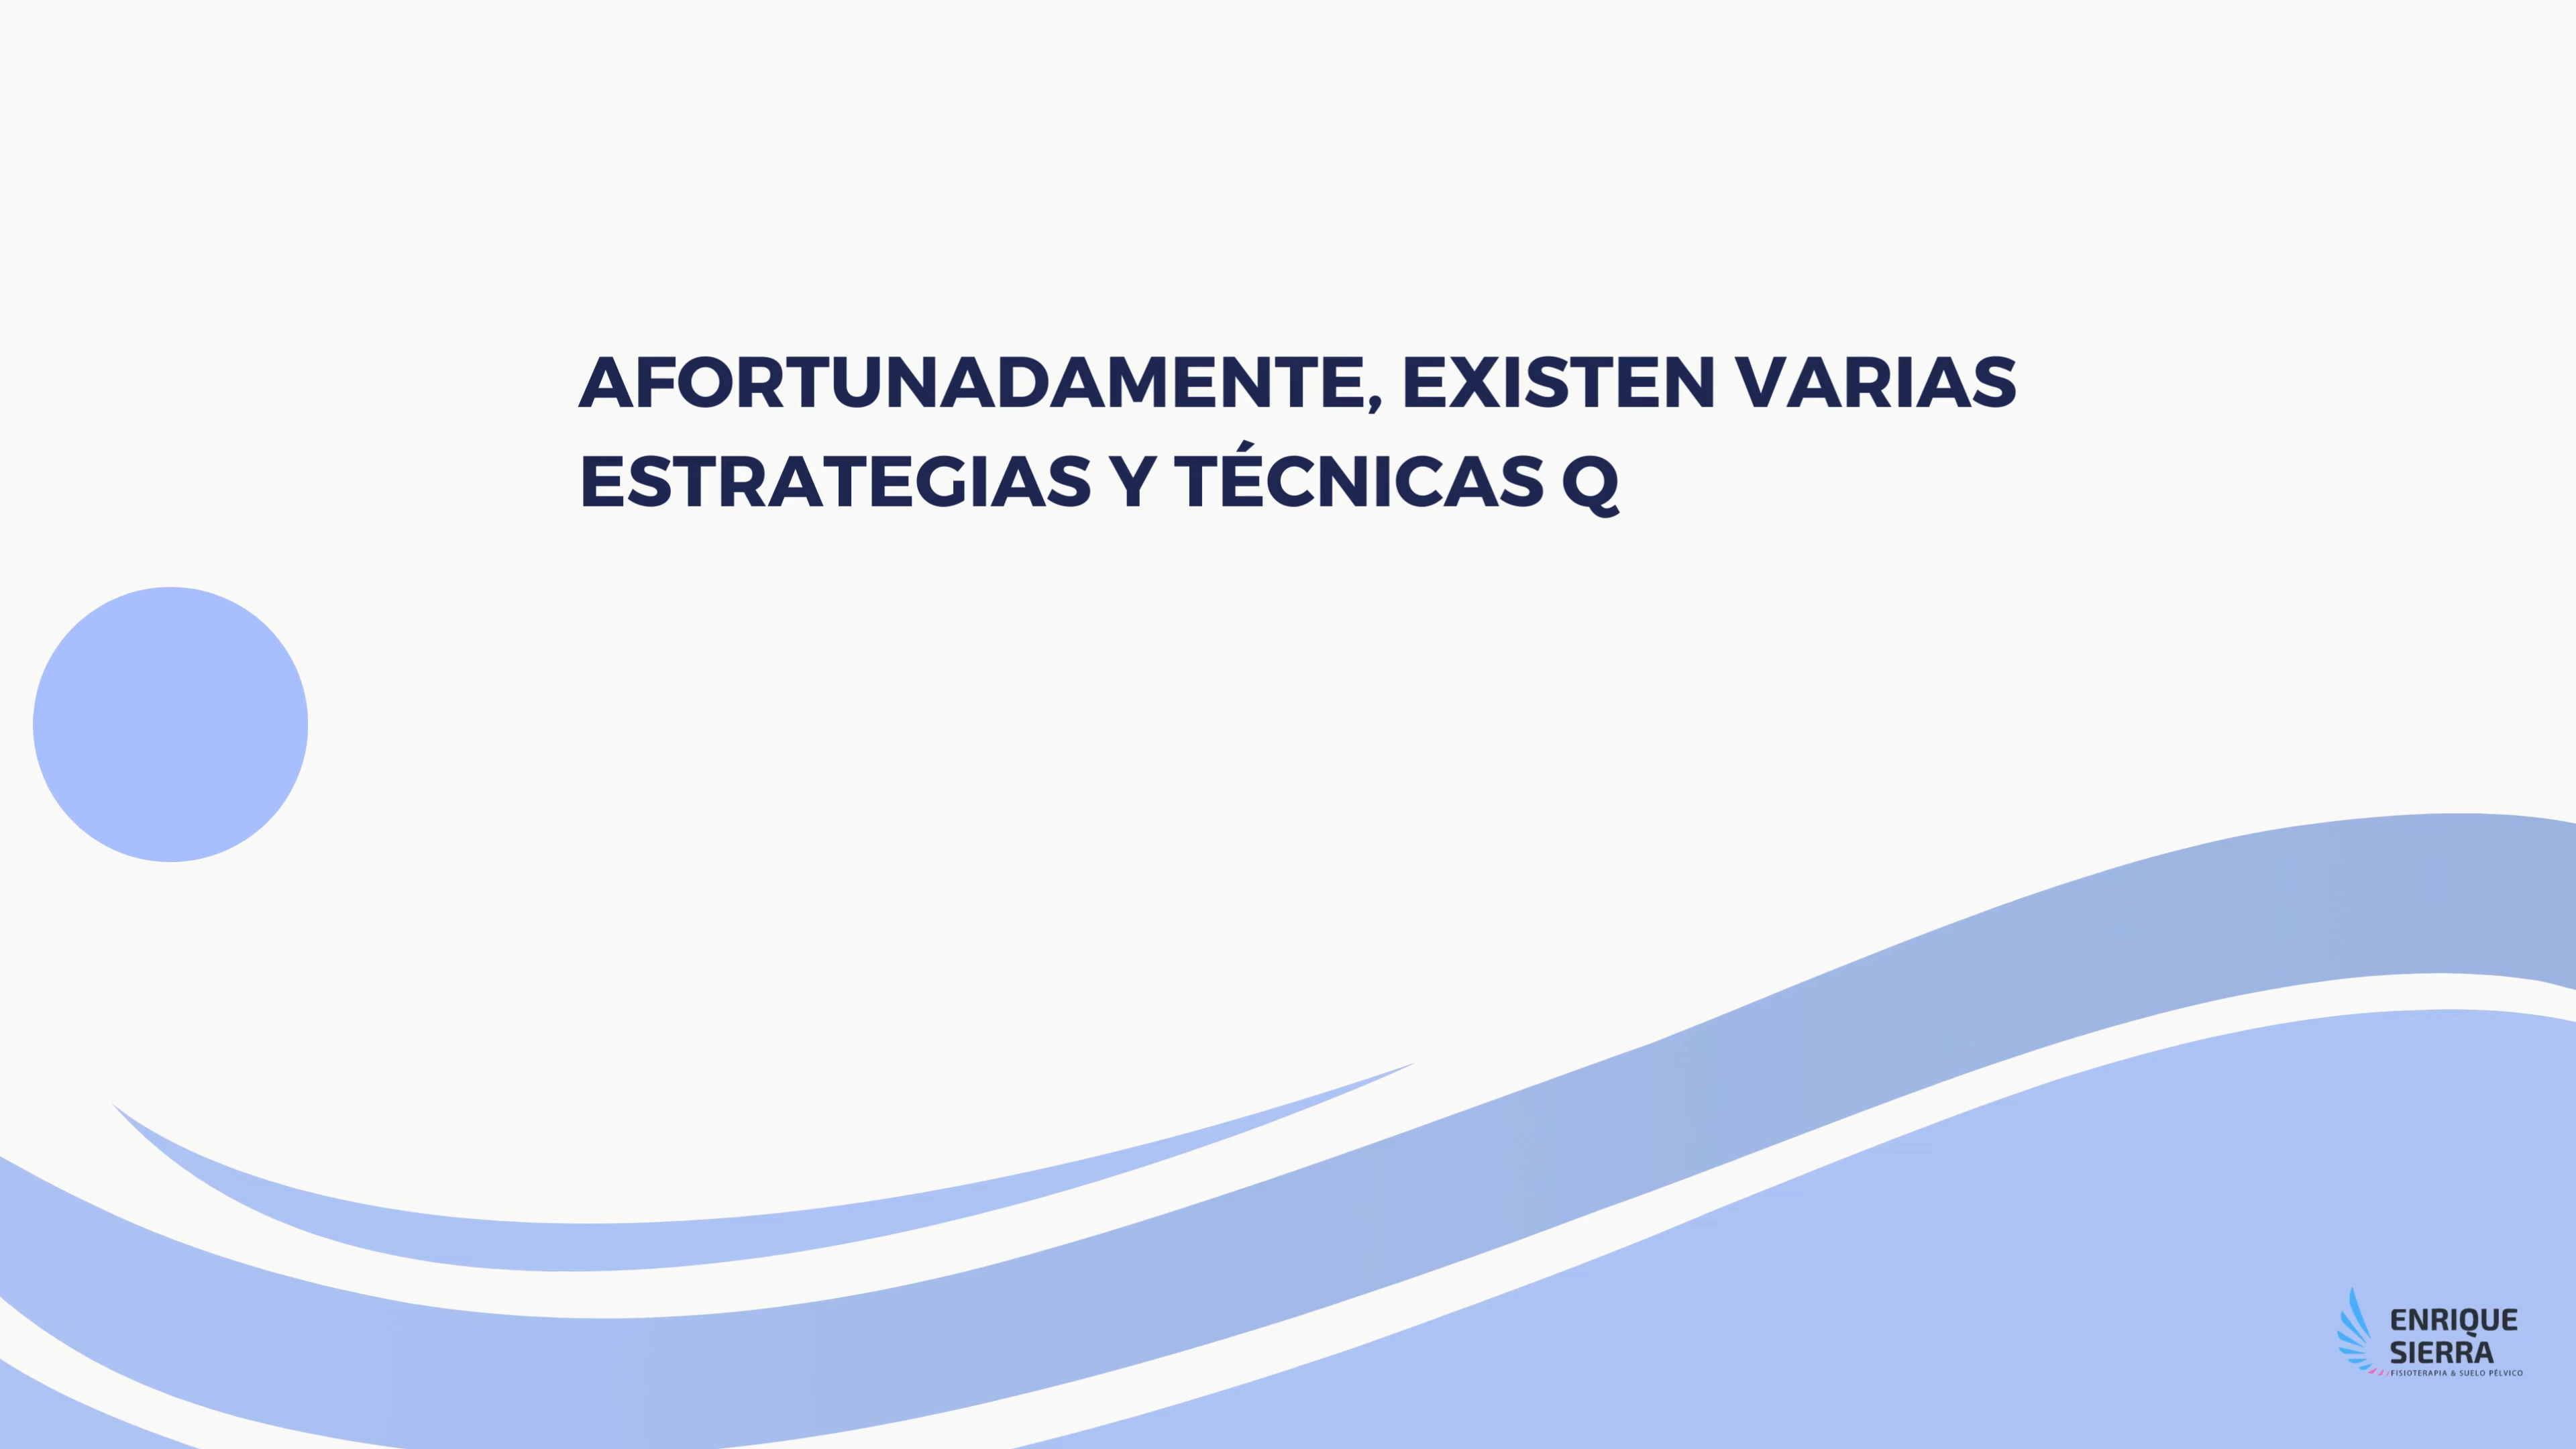 AFORTUNADAMENTE, EXISTEN VARIAS
ESTRATEGIAS Y TÉCNICAS Q
ENRIQUE
SIERRA
FISIOTERAPIA & SUELO PÉLVICO